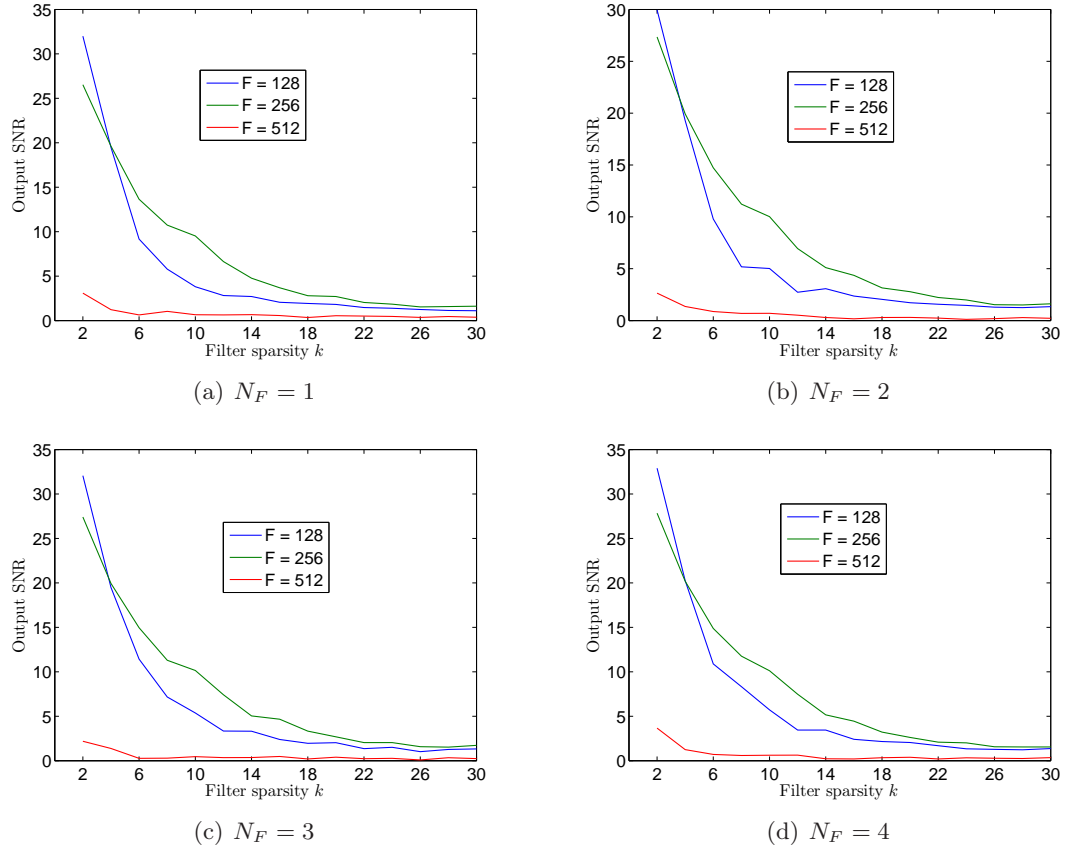 35
30
25
20
15
10
5
0
Output SNR
F = 128
F = 256
F = 512
2 6 10 14 18 22 26 30
Filter sparsity k
(a) N_F = 1
30
25
20
15
10
5
0
Output SNR
F = 128
F = 256
F = 512
2 6 10 14 18 22 26 30
Filter sparsity k
(b) N_F = 2
35
30
25
20
15
10
5
0
Output SNR
F = 128
F = 256
F = 512
2 6 10 14 18 22 26 30
Filter sparsity k
(c) N_F = 3
35
30
25
20
15
10
5
0
Output SNR
F = 128
F = 256
F = 512
2 6 10 14 18 22 26 30
Filter sparsity k
(d) N_F = 4